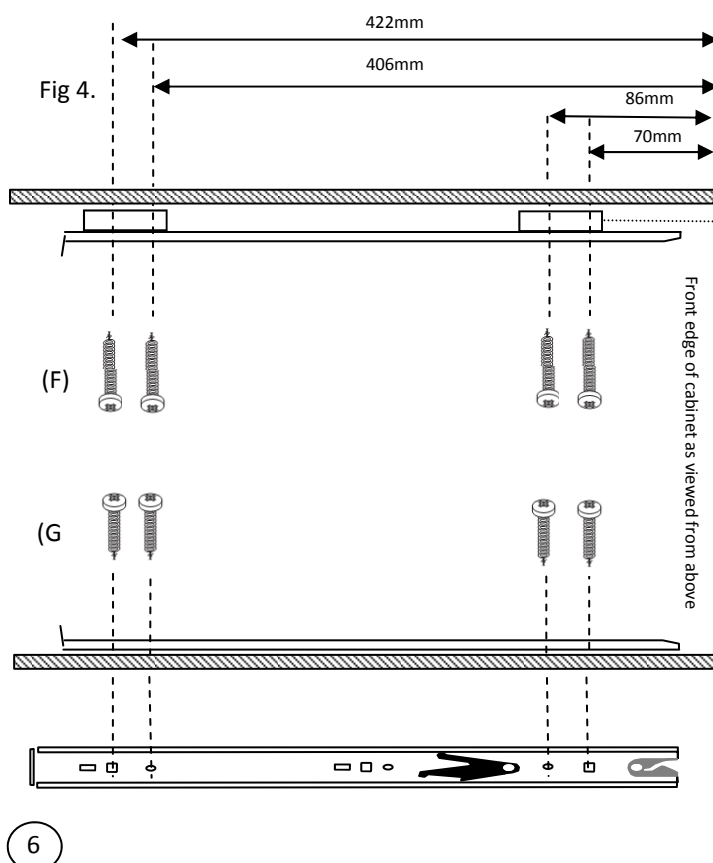 422mm
406mm
Fig 4.
86mm
70mm
Front edge of cabinet as viewed from above
(F)
(G
6